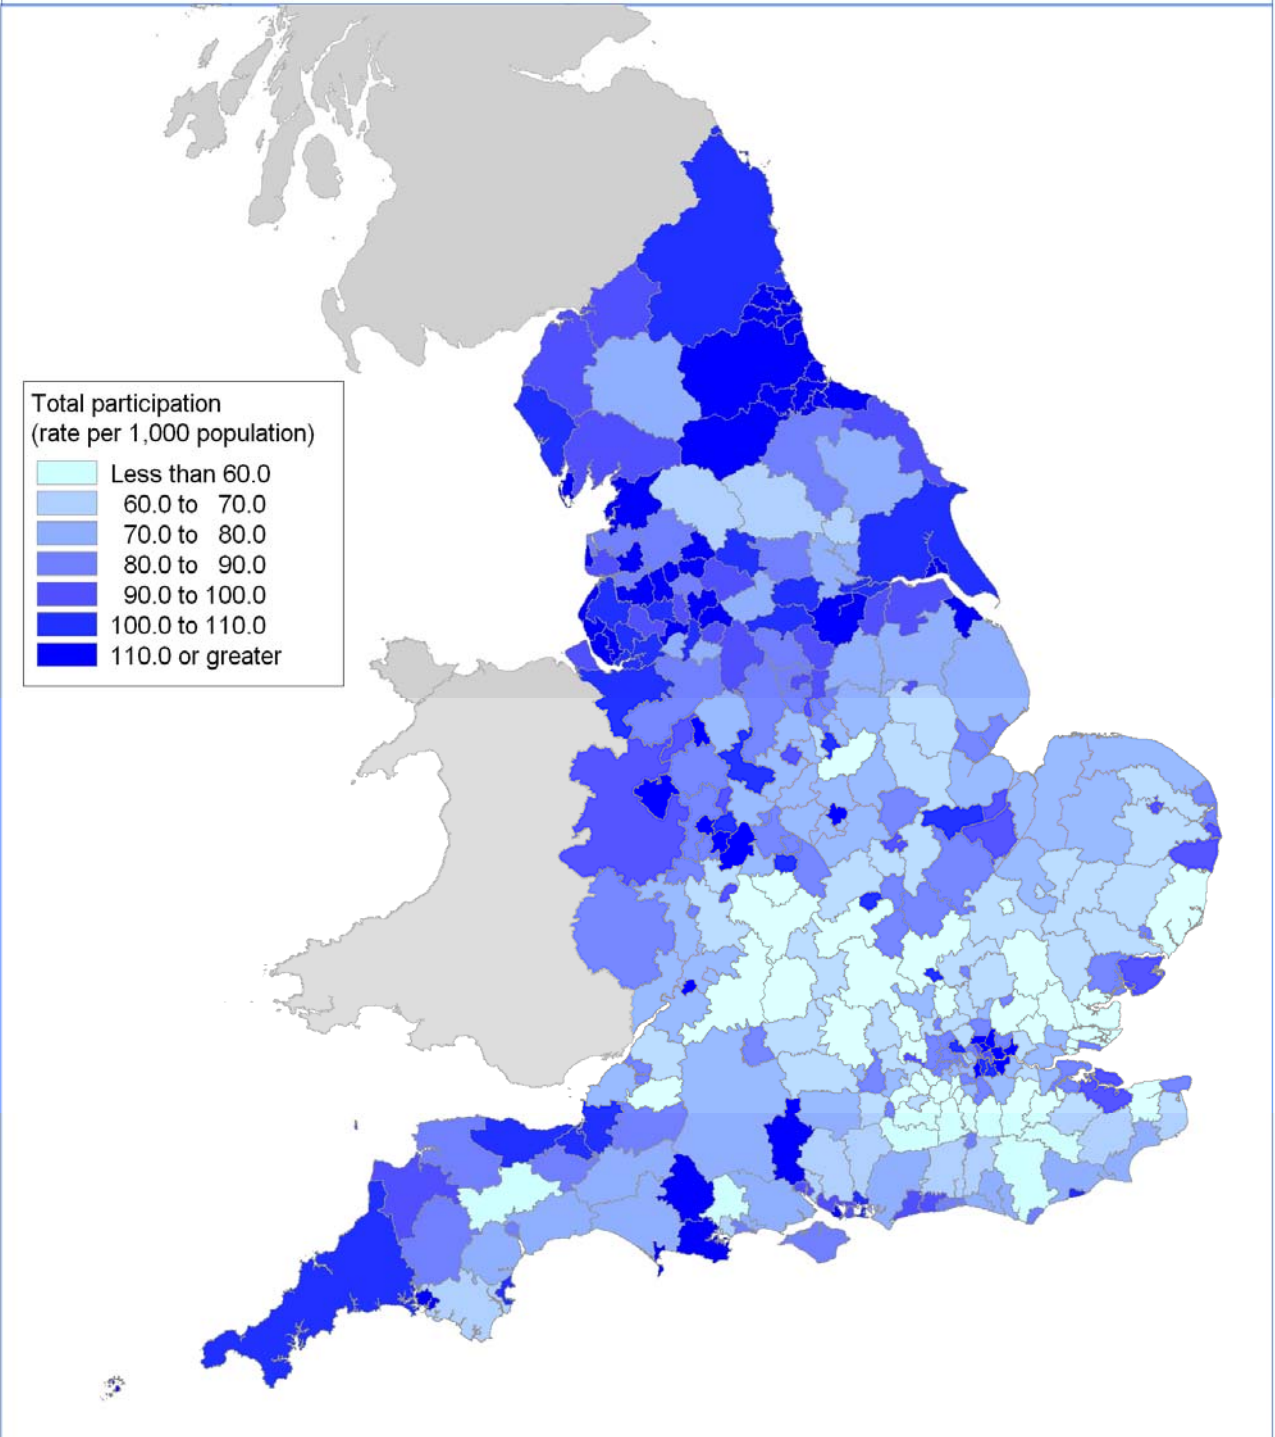 Total participation
(rate per 1,000 population)
Less than 60.0
60.0 to 70.0
70.0 to 80.0
80.0 to 90.0
90.0 to 100.0
100.0 to 110.0
110.0 or greater